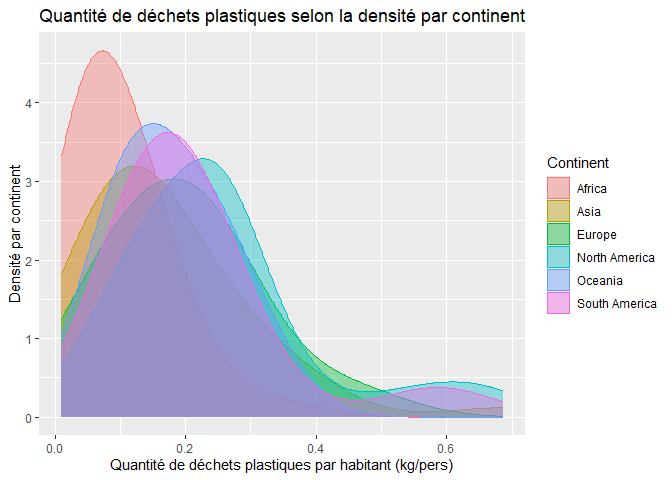 Quantité de déchets plastiques selon la densité par continent
Densité par continent
4
3
2
1
0
0.0 0.2 0.4 0.6
Quantité de déchets plastiques par habitant (kg/pers)
Continent
Africa
Asia
Europe
North America
Oceania
South America